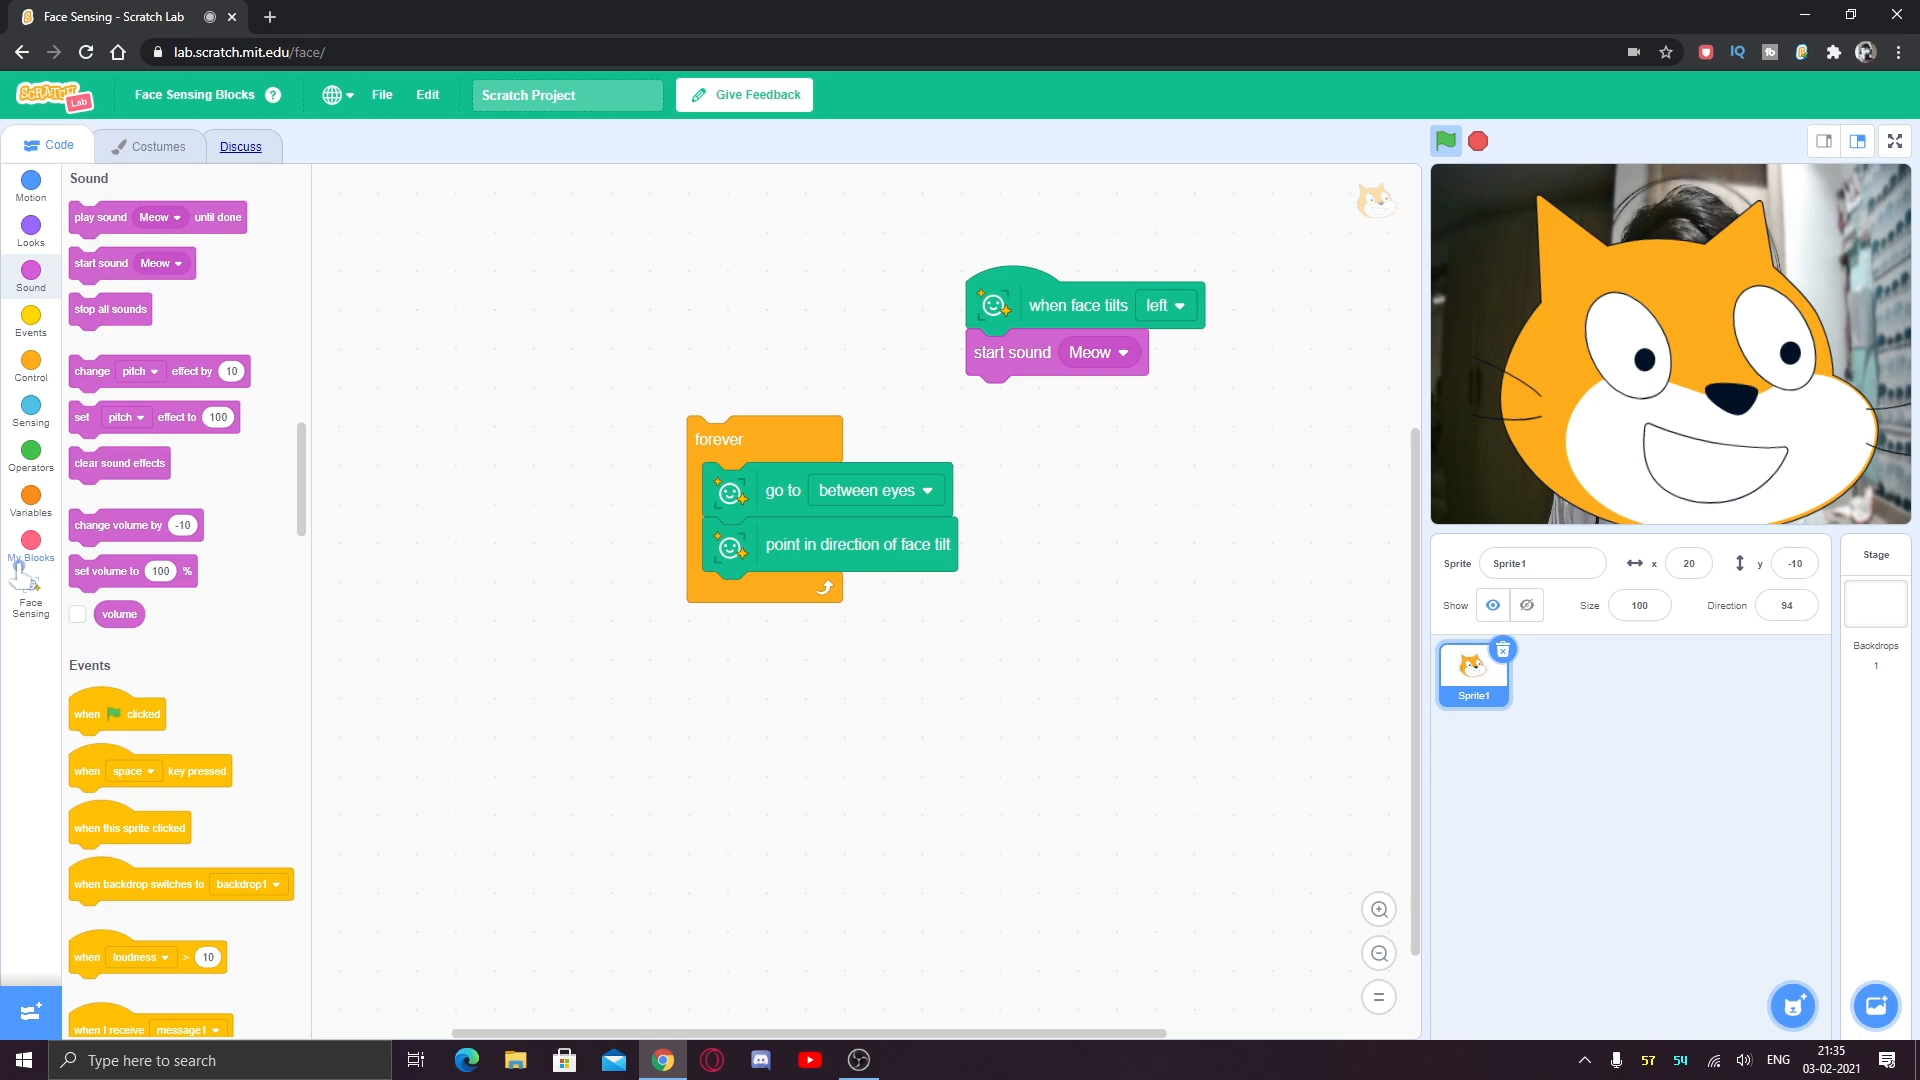 Face Sensing - Scratch Lab
lab.scratch.mit.edu/face/
SCRATCH
Lab
Face Sensing Blocks ?
File
Edit
Scratch Project
Give Feedback
Code
Costumes
Discuss
Motion
Looks
Sound
Events
Control
Sensing
Operators
Variables
My Blocks
Face
Sensing
Sound
play sound Meow until done
start sound Meow
stop all sounds
change pitch effect by 10
set pitch effect to 100
clear sound effects
change volume by -10
set volume to 100 %
volume
Events
when clicked
when space key pressed
when this sprite clicked
when backdrop switches to backdrop1
when loudness > 10
when I receive message1
when face tilts left
start sound Meow
forever
go to between eyes
point in direction of face tilt
Sprite Sprite1 x 20 y -10
Show Size 100 Direction 94
Sprite1
Stage
Backdrops
1
Type here to search
57 54 ENG
21:35
03-02-2021